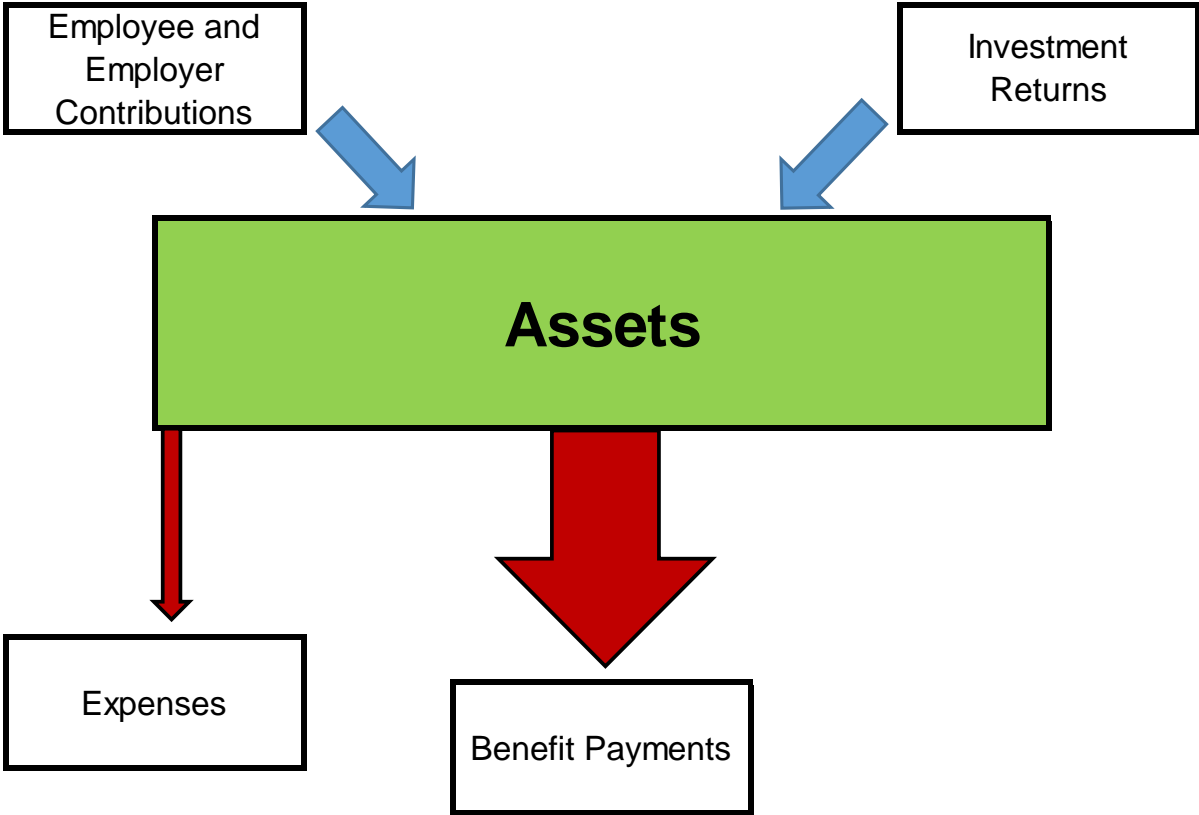 Employee and
Employer
Contributions
Investment
Returns
Assets
Expenses
Benefit Payments